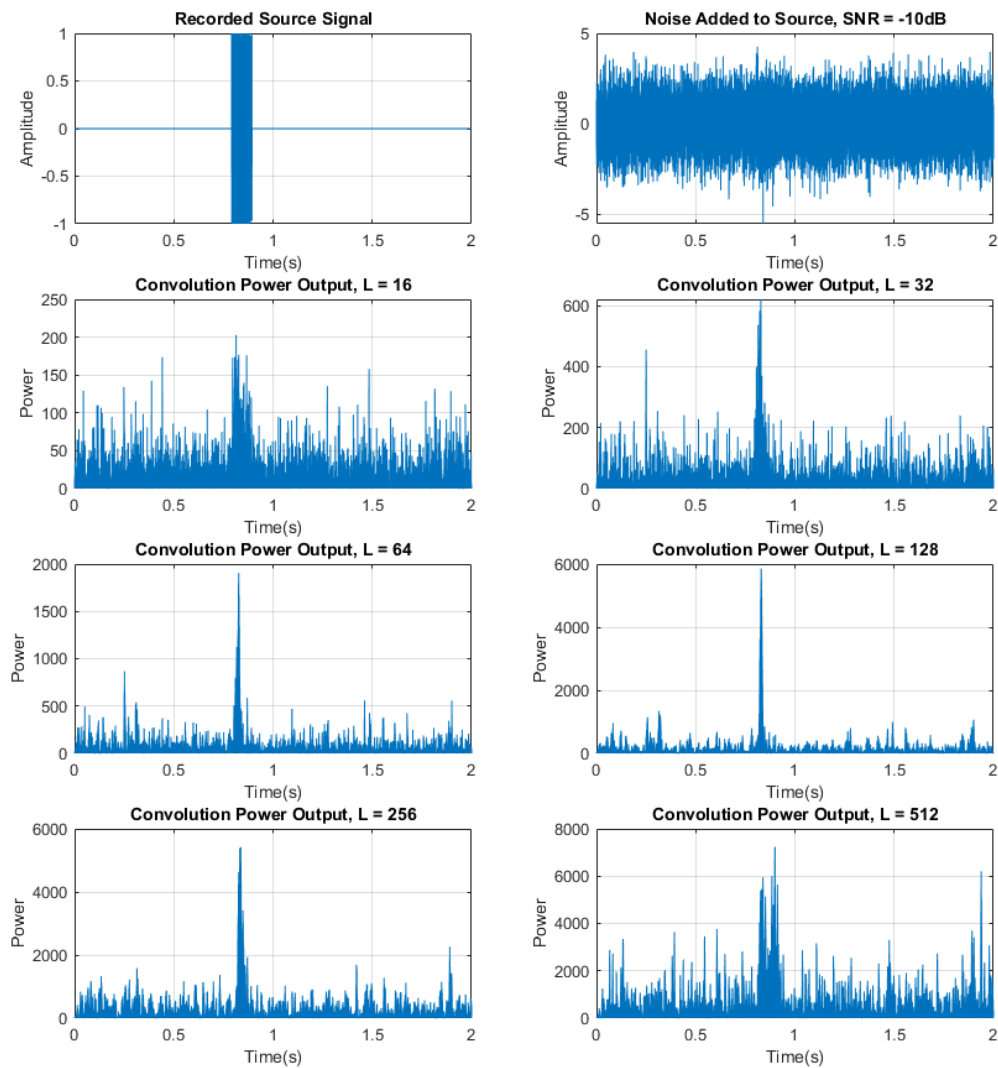 Recorded Source Signal
1
0.5
0
-0.5
-1
Amplitude
0 0.5 1 1.5 2
Time(s)
Noise Added to Source, SNR = -10dB
5
0
-5
Amplitude
0 0.5 1 1.5 2
Time(s)
Convolution Power Output, L = 16
250
200
150
100
50
0
Power
0 0.5 1 1.5 2
Time(s)
Convolution Power Output, L = 32
600
400
200
0
Power
0 0.5 1 1.5 2
Time(s)
Convolution Power Output, L = 64
2000
1500
1000
500
0
Power
0 0.5 1 1.5 2
Time(s)
Convolution Power Output, L = 128
6000
4000
2000
0
Power
0 0.5 1 1.5 2
Time(s)
Convolution Power Output, L = 256
6000
4000
2000
0
Power
0 0.5 1 1.5 2
Time(s)
Convolution Power Output, L = 512
8000
6000
4000
2000
0
Power
0 0.5 1 1.5 2
Time(s)